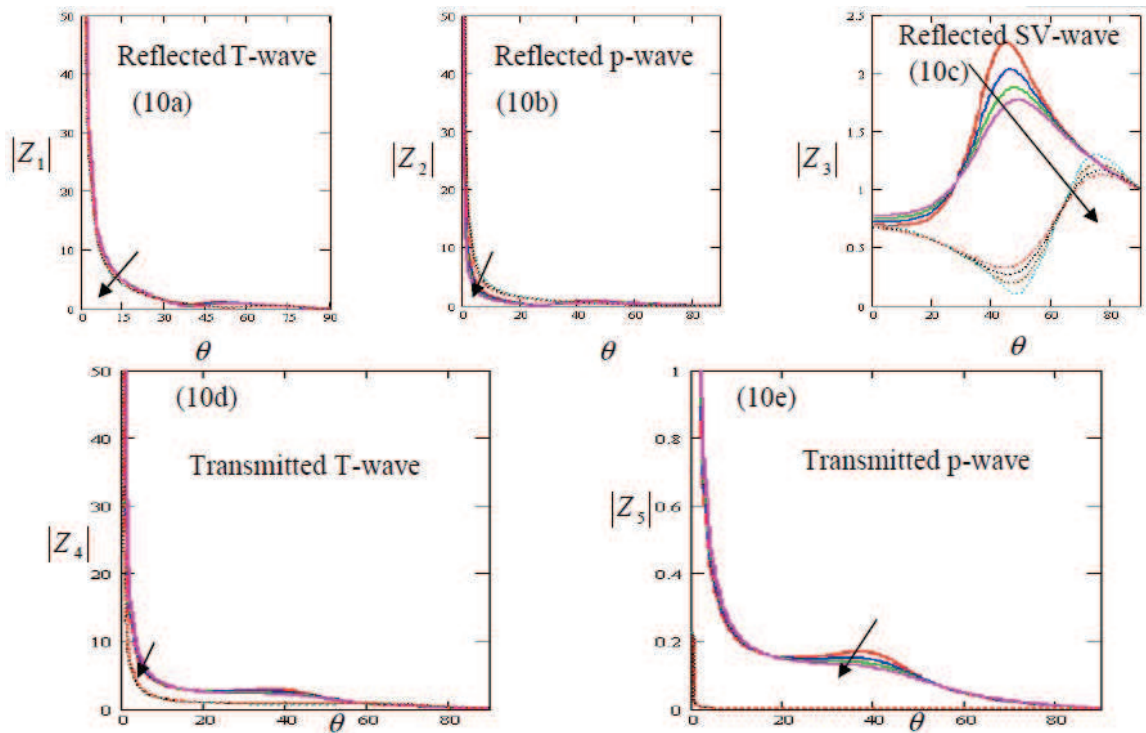 50
40
30
20
10
0
0 15 30 45 60 75 90
|Z₁|
Reflected T-wave
(10a)
θ
50
40
30
20
10
0
0 20 40 60 80
|Z₂|
Reflected p-wave
(10b)
θ
2.5
2
1.5
1
0.5
0
0 20 40 60 80
|Z₃|
Reflected SV-wave
(10c)
θ
50
40
30
20
10
0
0 20 40 60 80
|Z₄|
(10d)
Transmitted T-wave
θ
1
0.8
0.6
0.4
0.2
0
0 20 40 60 80
|Z₅|
(10e)
Transmitted p-wave
θ